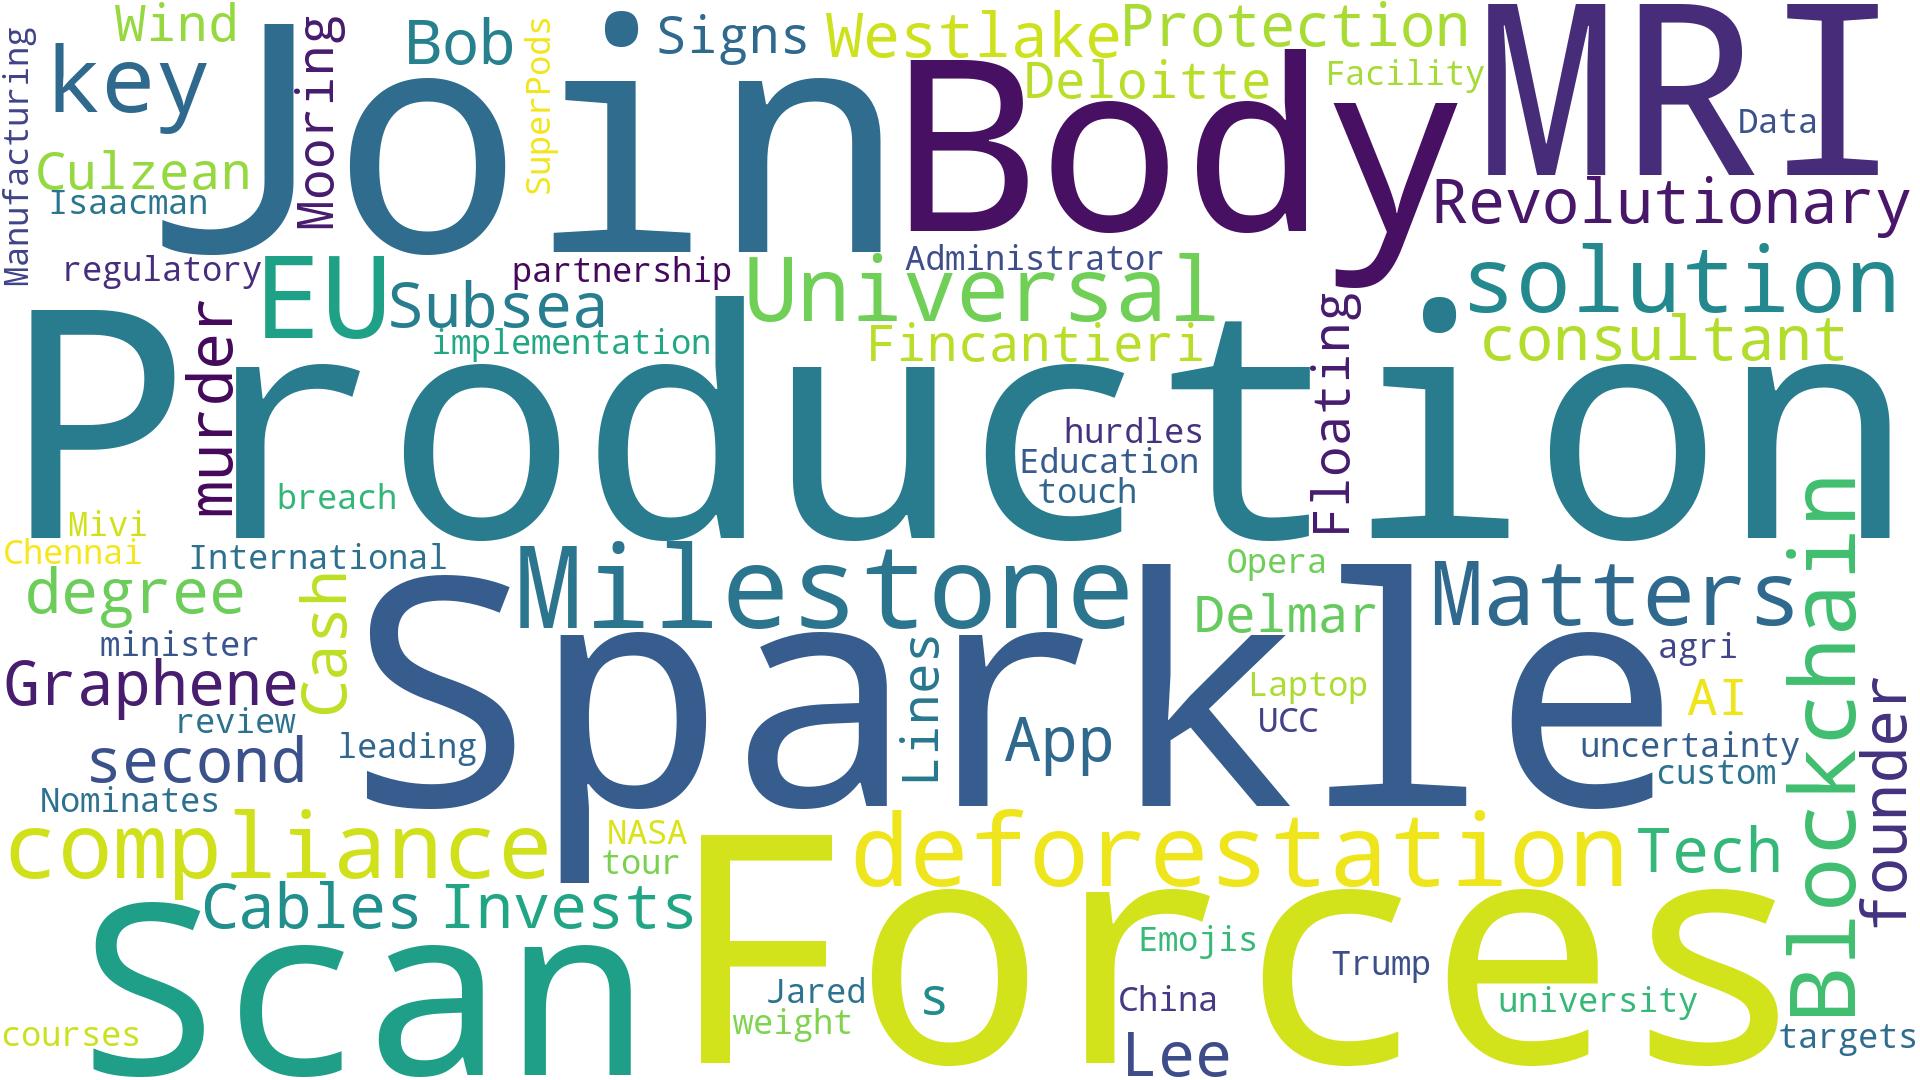 Wind
Bob
Signs
Westlake
Protection
MRI
key
Join
Mooring
SuperPods
Body
Deloitte
Facility
Data
Manufacturing
Culzean
Isaacman
Revolutionary
regulatory
EU
partnership
Administrator
Subsea
Universal
solution
implementation
Fincantieri
Floating
consultant
murder
Production
hurdles
Education
touch
breach
Mivi
Chennai
International
Milestone
Opera
Matters
Blockchain
degree
Cash
Delmar
minister
Graphene
Sparkle
Lines
Laptop
agri
AI
review
App
UCC
founder
second
leading
uncertainty
custom
Nominates
compliance
NASA
tour
deforestation
Tech
Cables
Invests
Scan
Forces
Emojis
Trump
Jared
s
China
university
weight
courses
Lee
targets